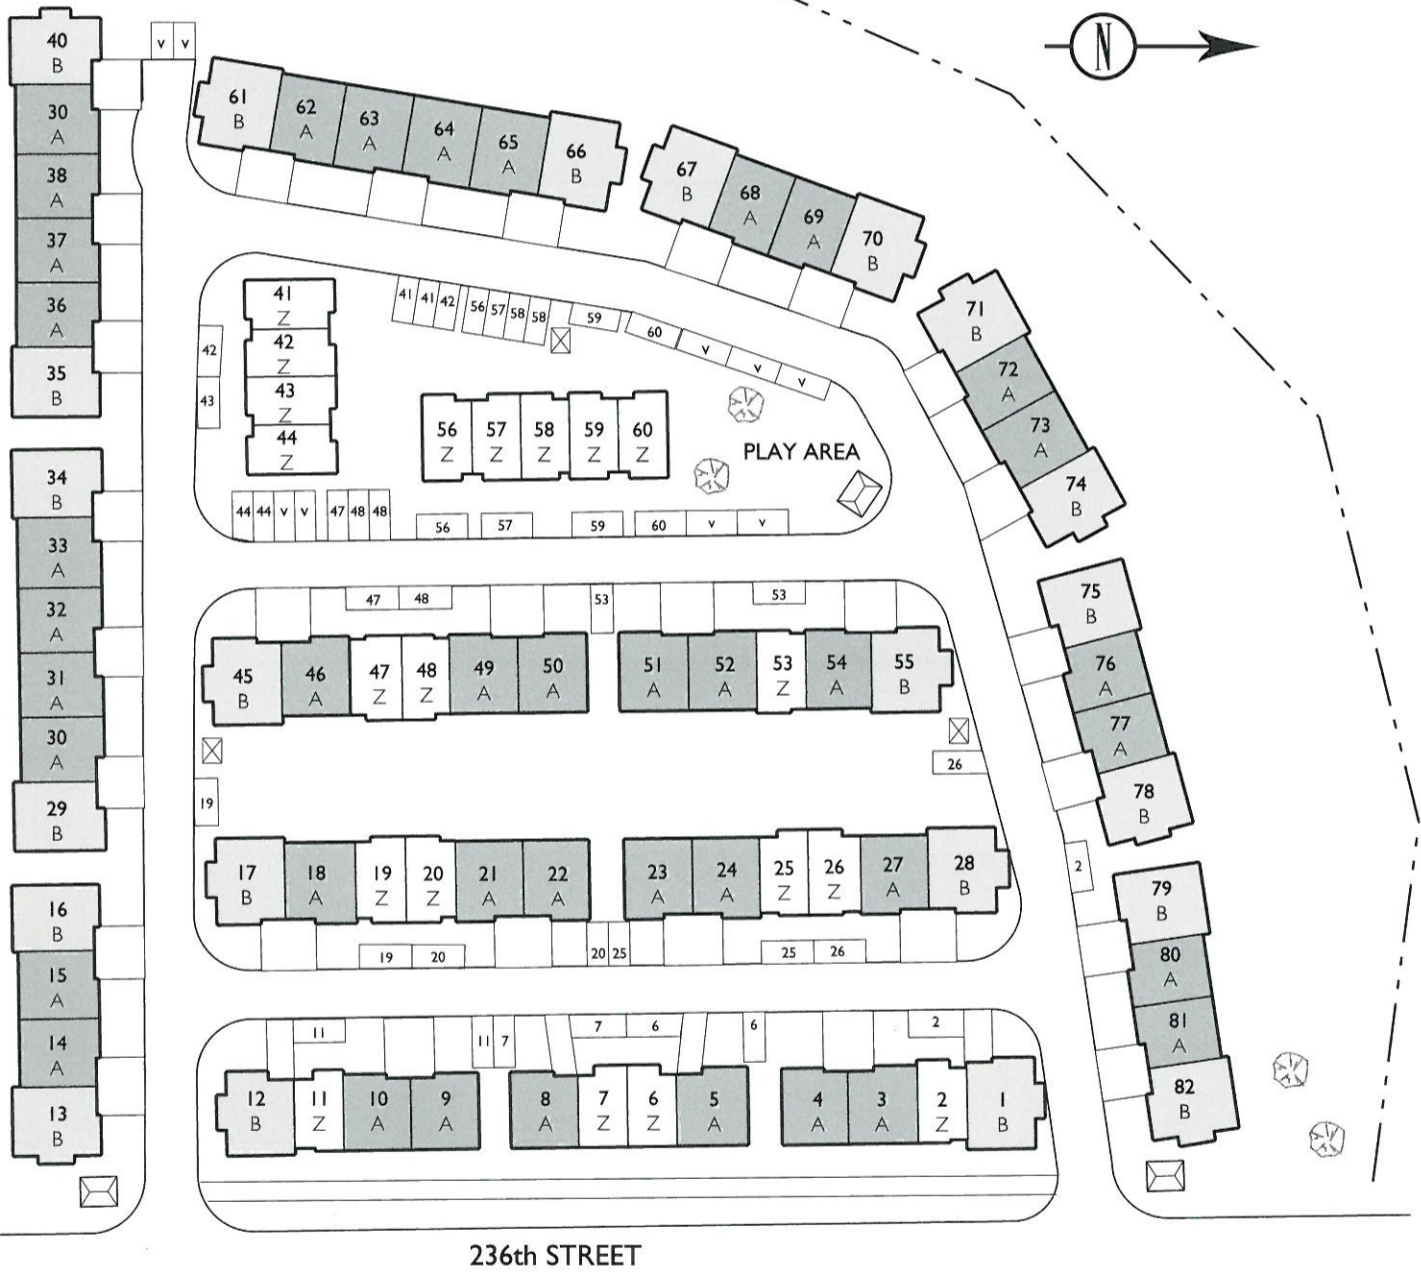 N
40
B
30
A
38
A
37
A
36
A
35
B
34
B
33
A
32
A
31
A
30
A
29
B
16
B
15
A
14
A
13
B
v v
61
B
62
A
63
A
64
A
65
A
66
B
67
B
68
A
69
A
70
B
71
B
72
A
73
A
74
B
75
B
76
A
77
A
78
B
2
79
B
80
A
81
A
82
B
41
Z
42
Z
43
Z
44
Z
42
43
41 41 42 56 57 58 58 59 60 v v v
56
Z
57
Z
58
Z
59
Z
60
Z
PLAY AREA
44 44 v v 47 48 48 56 57 59 60 v v
47 48 53 53
45
B
46
A
47
Z
48
Z
49
A
50
A
51
A
52
A
53
Z
54
A
55
B
19
26
17
B
18
A
19
Z
20
Z
21
A
22
A
23
A
24
A
25
Z
26
Z
27
A
28
B
19 20 20 25 25 26
11 11 7 7 6 6 2
12
B
11
Z
10
A
9
A
8
A
7
Z
6
Z
5
A
4
A
3
A
2
Z
1
B
236th STREET